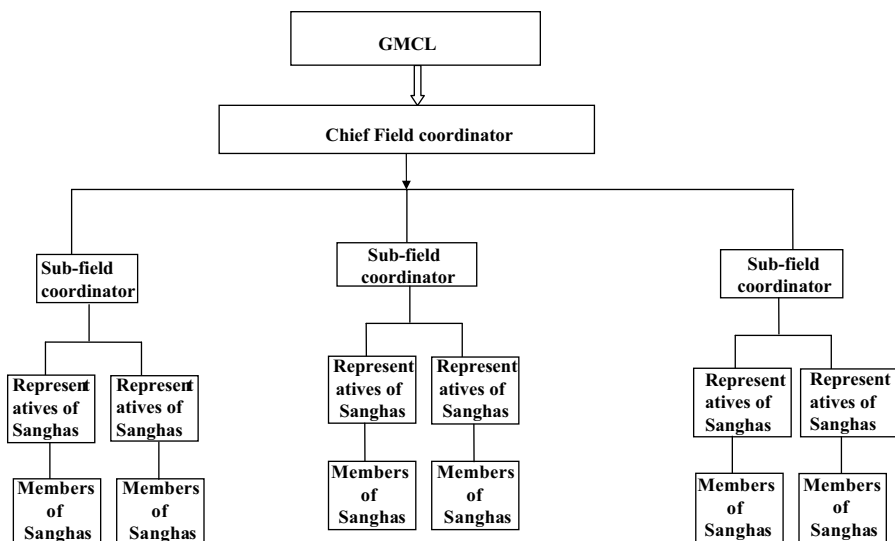 GMCL
Chief Field coordinator
Sub-field
coordinator
Sub-field
coordinator
Sub-field
coordinator
Represent
atives of
Sanghas
Represent
atives of
Sanghas
Represent
atives of
Sanghas
Represent
atives of
Sanghas
Represent
atives of
Sanghas
Represent
atives of
Sanghas
Members
of
Sanghas
Members
of
Sanghas
Members
of
Sanghas
Members
of
Sanghas
Members
of
Sanghas
Members
of
Sanghas